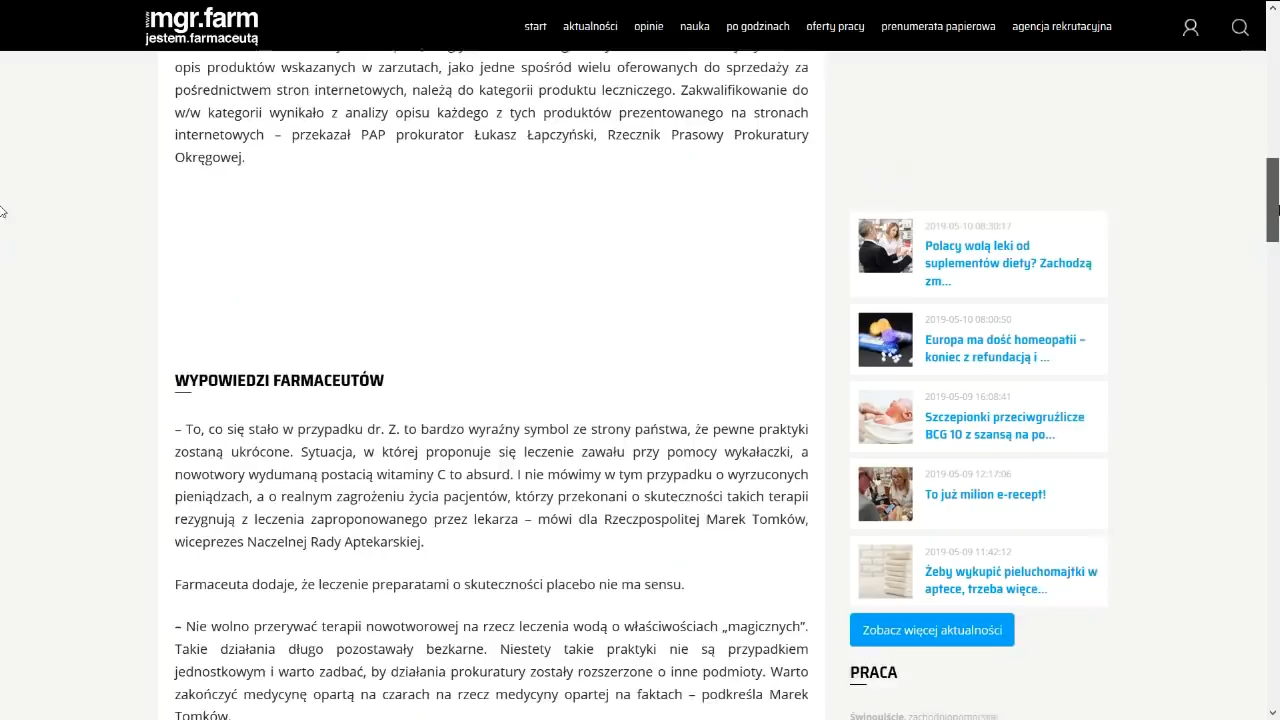 www.
mgr.farm
jestem.farmaceutą
start aktualności opinie nauka po godzinach oferty pracy prenumerata papierowa agencja rekrutacyjna
opis produktów wskazanych w zarzutach, jako jedne spośród wielu oferowanych do sprzedaży za
pośrednictwem stron internetowych, należą do kategorii produktu leczniczego. Zakwalifikowanie do
w/w kategorii wynikało z analizy opisu każdego z tych produktów prezentowanego na stronach
internetowych – przekazał PAP prokurator Łukasz Łapczyński, Rzecznik Prasowy Prokuratury
Okręgowej.
WYPOWIEDZI FARMACEUTÓW
– To, co się stało w przypadku dr. Z. to bardzo wyraźny symbol ze strony państwa, że pewne praktyki
zostaną ukrócone. Sytuacja, w której proponuje się leczenie zawału przy pomocy wykałaczki, a
nowotwory wydumaną postacią witaminy C to absurd. I nie mówimy w tym przypadku o wyrzuconych
pieniądzach, a o realnym zagrożeniu życia pacjentów, którzy przekonani o skuteczności takich terapii
rezygnują z leczenia zaproponowanego przez lekarza – mówi dla Rzeczpospolitej Marek Tomków,
wiceprezes Naczelnej Rady Aptekarskiej.
Farmaceuta dodaje, że leczenie preparatami o skuteczności placebo nie ma sensu.
– Nie wolno przerywać terapii nowotworowej na rzecz leczenia wodą o właściwościach „magicznych”.
Takie działania długo pozostawały bezkarne. Niestety takie praktyki nie są przypadkiem
jednostkowym i warto zadbać, by działania prokuratury zostały rozszerzone o inne podmioty. Warto
zakończyć medycynę opartą na czarach na rzecz medycyny opartej na faktach – podkreśla Marek
Tomków.
2019-05-10 08:30:17
Polacy wolą leki od
suplementów diety? Zachodzą
zm...
2019-05-10 08:00:50
Europa ma dość homeopatii –
koniec z refundacją i ...
2019-05-09 16:08:41
Szczepionki przeciwgruźlicze
BCG 10 z szansą na po...
2019-05-09 12:17:06
To już milion e-recept!
2019-05-09 11:42:12
Żeby wykupić pieluchomajtki w
aptece, trzeba więce...
Zobacz więcej aktualności
PRACA
Świnoujście, zachodniopomorskie